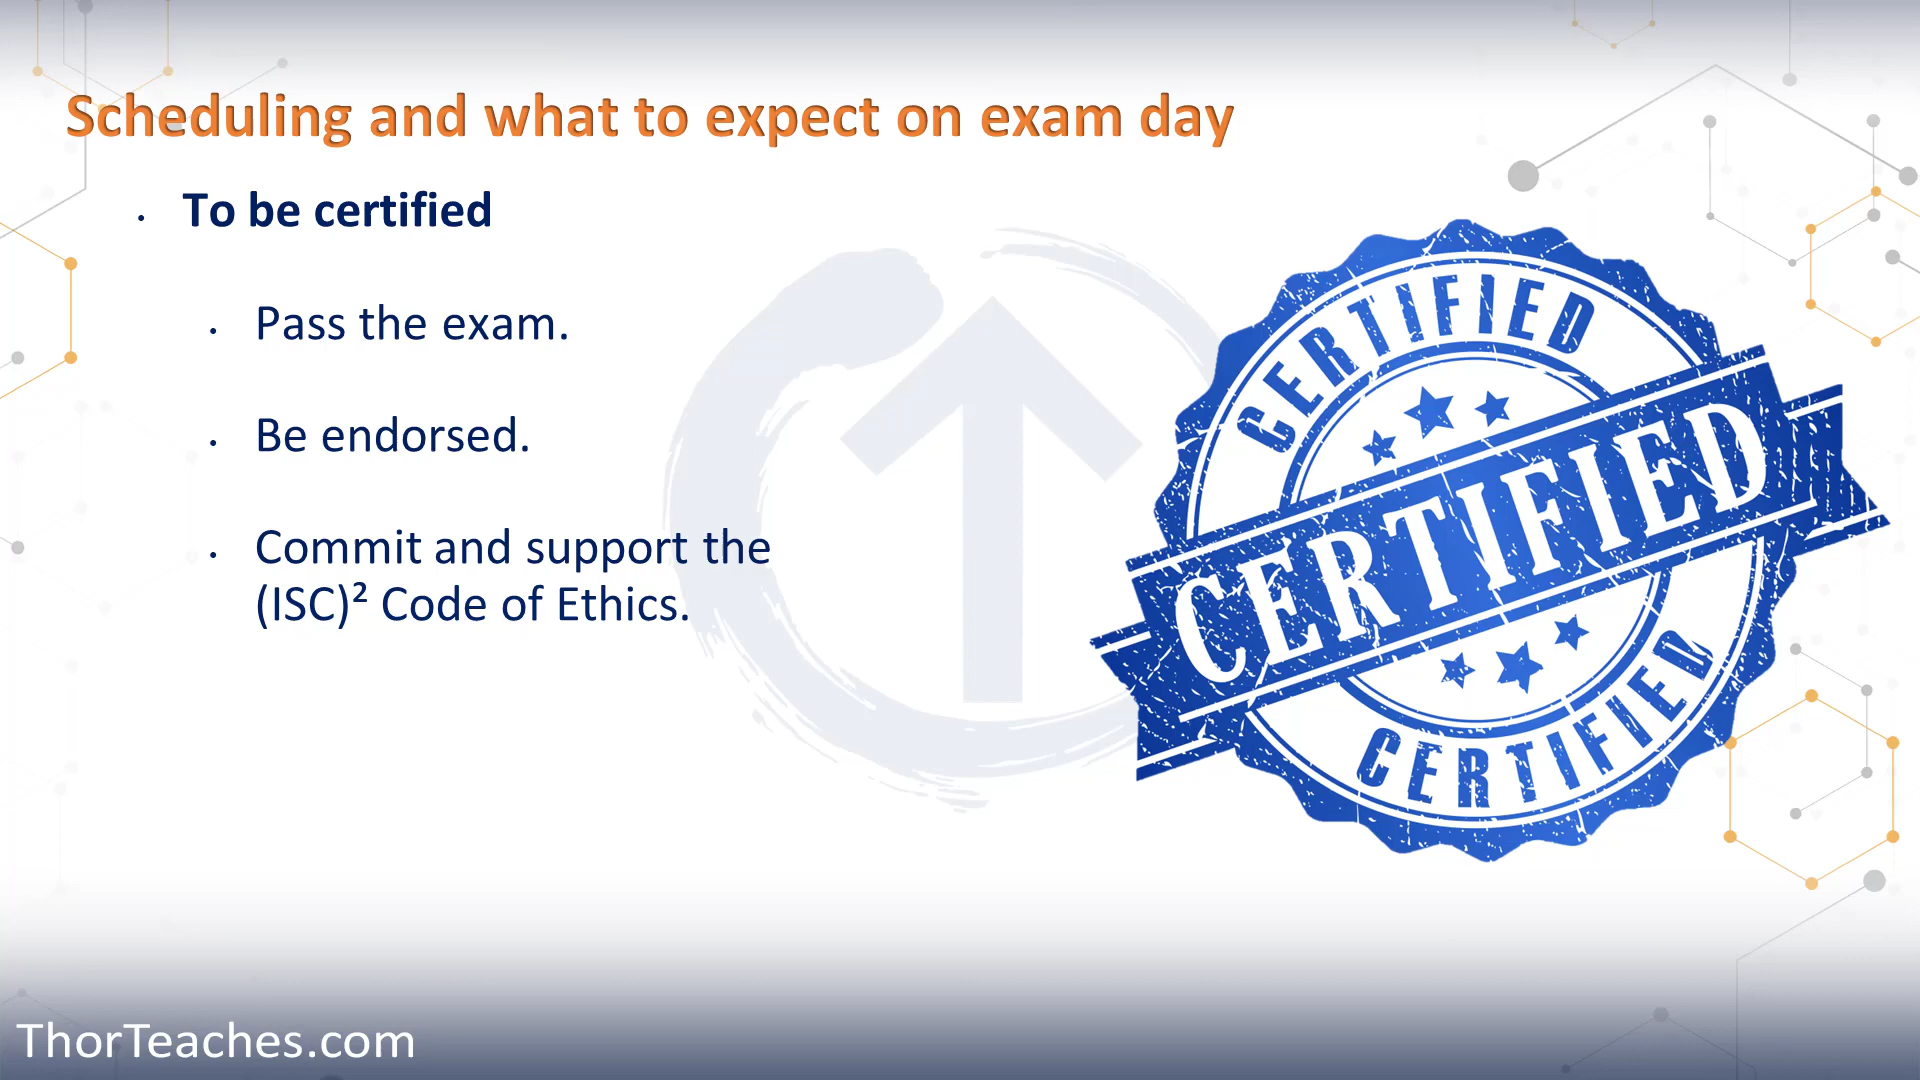 Scheduling and what to expect on exam day
• To be certified
• Pass the exam.
• Be endorsed.
• Commit and support the
(ISC)² Code of Ethics.
CERTIFIED
CERTIFIED
CERTIFIED
ThorTeaches.com